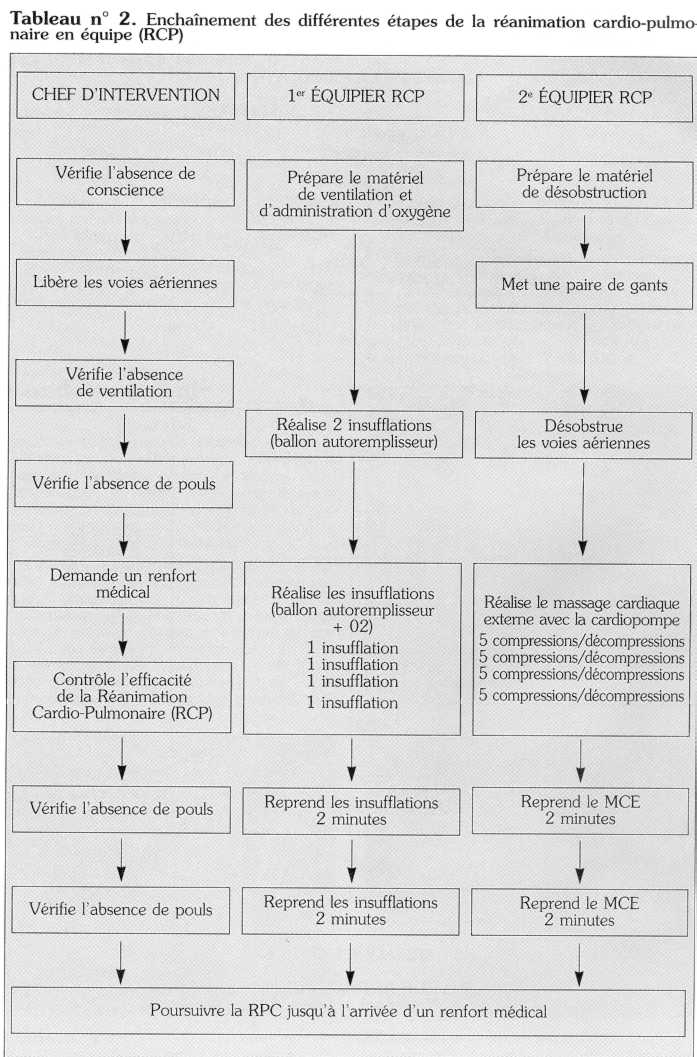 Tableau n° 2. Enchaînement des différentes étapes de la réanimation cardio-pulmo-
naire en équipe (RCP)
CHEF D'INTERVENTION
1er ÉQUIPIER RCP
2e ÉQUIPIER RCP
Vérifie l'absence de
conscience
Prépare le matériel
de ventilation et
d'administration d'oxygène
Prépare le matériel
de désobstruction
Libère les voies aériennes
Met une paire de gants
Vérifie l'absence
de ventilation
Réalise 2 insufflations
(ballon autoremplisseur)
Désobstrue
les voies aériennes
Vérifie l'absence de pouls
Demande un renfort
médical
Réalise les insufflations
(ballon autoremplisseur
+ 02)
1 insufflation
1 insufflation
1 insufflation
1 insufflation
Réalise le massage cardiaque
externe avec la cardiopompe
5 compressions/décompressions
5 compressions/décompressions
5 compressions/décompressions
5 compressions/décompressions
Contrôle l'efficacité
de la Réanimation
Cardio-Pulmonaire (RCP)
Vérifie l'absence de pouls
Reprend les insufflations
2 minutes
Reprend le MCE
2 minutes
Vérifie l'absence de pouls
Reprend les insufflations
2 minutes
Reprend le MCE
2 minutes
Poursuivre la RPC jusqu'à l'arrivée d'un renfort médical